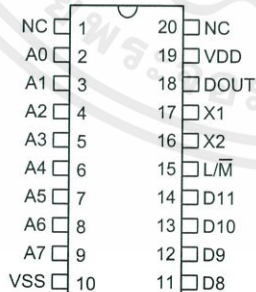 NC 1 20 NC
A0 2 19 VDD
A1 3 18 DOUT
A2 4 17 X1
A3 5 16 X2
A4 6 15 L/M̅
A5 7 14 D11
A6 8 13 D10
A7 9 12 D9
VSS 10 11 D8